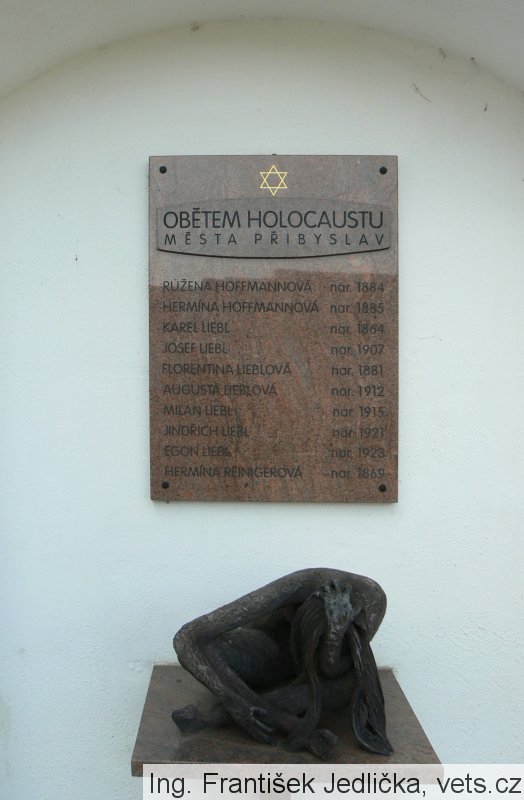 OBĚTEM HOLOCAUSTU
MĚSTA PŘIBYSLAV
RŮŽENA HOFFMANNOVÁ nar. 1884
HERMÍNA HOFFMANNOVÁ nar. 1885
KAREL LIEBL nar. 1864
JOSEF LIEBL nar. 1907
FLORENTINA LIEBLOVÁ nar. 1881
AUGUSTA LIEBLOVÁ nar. 1912
MILAN LIEBL nar. 1915
JINDŘICH LIEBL nar. 1921
EGON LIEBL nar. 1923
HERMÍNA REINIGEROVÁ nar. 1869
Ing. František Jedlička, vets.cz